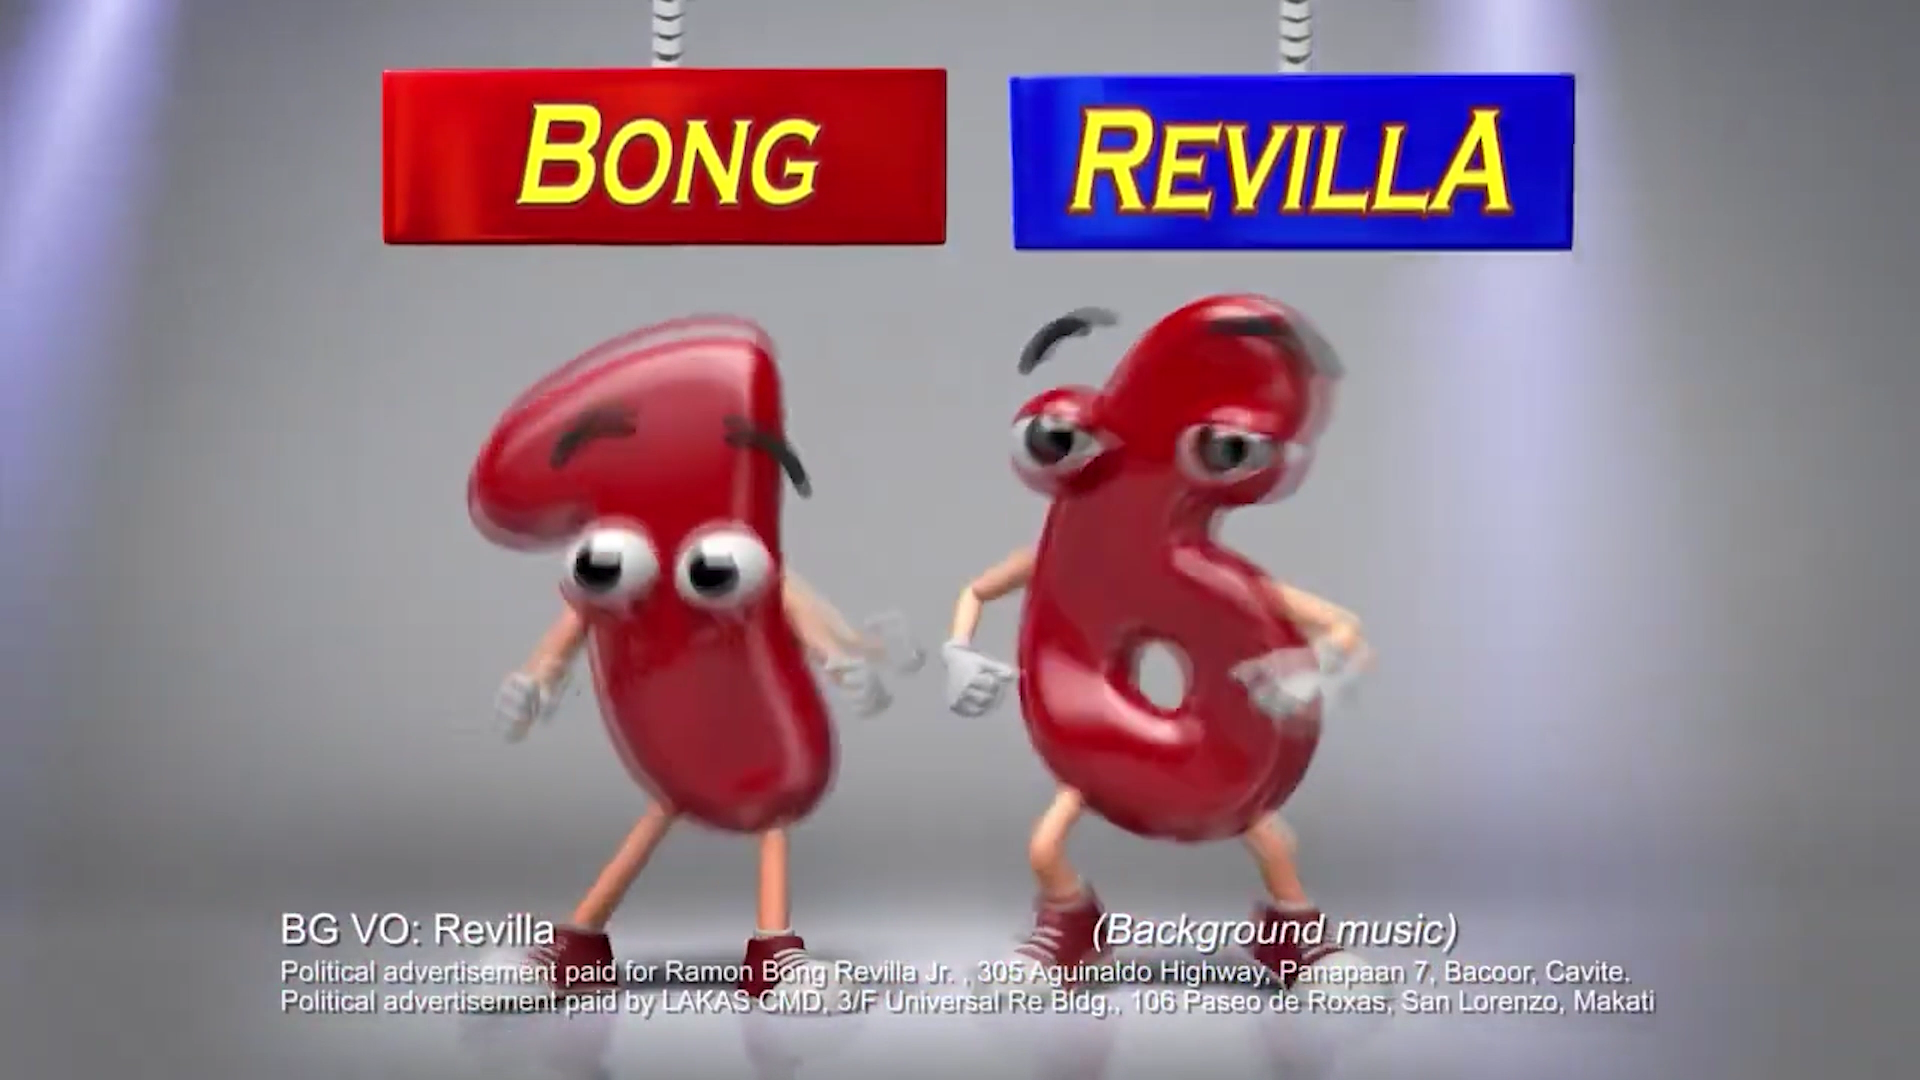 BONG
REVILLA
16
BG VO: Revilla
(Background music)
Political advertisement paid for Ramon Bong Revilla Jr. , 305 Aguinaldo Highway, Panapaan 7, Bacoor, Cavite.
Political advertisement paid by LAKAS CMD, 3/F Universal Re Bldg., 106 Paseo de Roxas, San Lorenzo, Makati